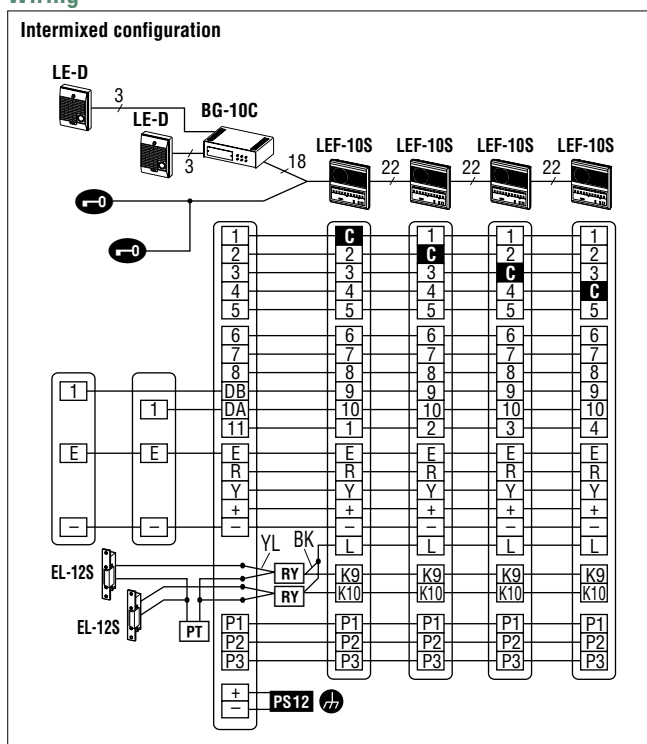 Wiring
Intermixed configuration
LE-D
3
LE-D
3
BG-10C
18
LEF-10S 22 LEF-10S 22 LEF-10S 22 LEF-10S
1 C 1 1 1
2 2 C 2 2
3 3 3 C 3
4 4 4 4 C
5 5 5 5 5
6 6 6 6 6
7 7 7 7 7
8 8 8 8 8
1 DB 9 9 9 9
1 DA 10 10 10 10
11 1 2 3 4
E E E E E E E
R R R R R
Y Y Y Y Y
+ + + + +
– – – – – – –
YL BK L L L L
EL-12S RY K9 K9 K9 K9
RY K10 K10 K10 K10
EL-12S PT
P1 P1 P1 P1 P1
P2 P2 P2 P2 P2
P3 P3 P3 P3 P3
+
–
PS12